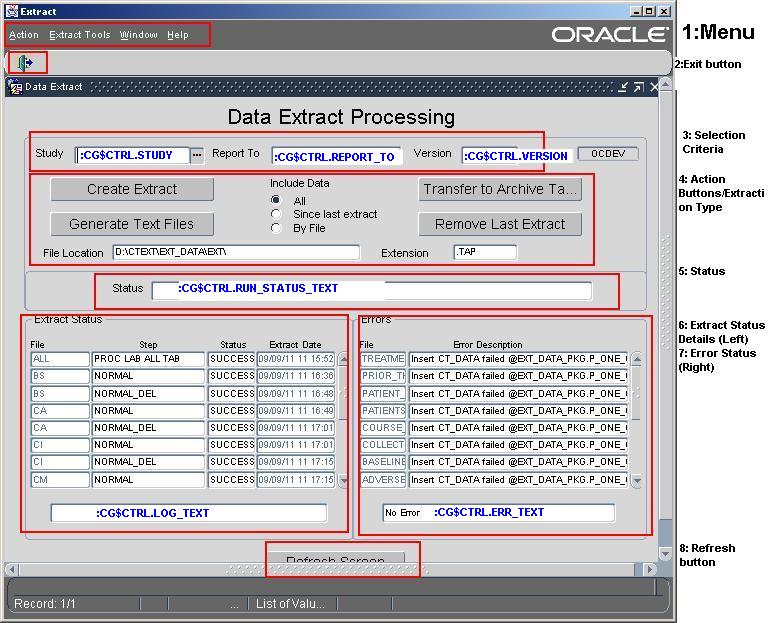 Extract
Action Extract Tools Window Help
ORACLE
1:Menu
2:Exit button
Data Extract
Data Extract Processing
3: Selection
Criteria
Study :CG$CTRL.STUDY ... Report To :CG$CTRL.REPORT_TO Version :CG$CTRL.VERSION OCDEV
4: Action
Buttons/Extracti
on Type
Create Extract Include Data Transfer to Archive Ta...
All
Since last extract
Generate Text Files By File Remove Last Extract
File Location D:\CTEXT\EXT_DATA\EXT\ Extension .TAP
5: Status
Status :CG$CTRL.RUN_STATUS_TEXT
6: Extract Status
Details (Left)
7: Error Status
(Right)
Extract Status
File Step Status Extract Date
ALL PROC LAB ALL TAB SUCCESS 09/09/11 11 15:52
BS NORMAL SUCCESS 09/09/11 11 16:36
BS NORMAL_DEL SUCCESS 09/09/11 11 16:48
CA NORMAL SUCCESS 09/09/11 11 16:49
CA NORMAL_DEL SUCCESS 09/09/11 11 17:01
CI NORMAL SUCCESS 09/09/11 11 17:01
CI NORMAL_DEL SUCCESS 09/09/11 11 17:15
CM NORMAL SUCCESS 09/09/11 11 17:15
:CG$CTRL.LOG_TEXT
Errors
File Error Description
TREATME Insert CT_DATA failed @EXT_DATA_PKG.P_ONE_
PRIOR_TH Insert CT_DATA failed @EXT_DATA_PKG.P_ONE_
PATIENT_ Insert CT_DATA failed @EXT_DATA_PKG.P_ONE_
PATIENTS Insert CT_DATA failed @EXT_DATA_PKG.P_ONE_
COURSE_ Insert CT_DATA failed @EXT_DATA_PKG.P_ONE_
COLLECT Insert CT_DATA failed @EXT_DATA_PKG.P_ONE_
BASELINE Insert CT_DATA failed @EXT_DATA_PKG.P_ONE_
ADVERSE Insert CT_DATA failed @EXT_DATA_PKG.P_ONE_
No Error :CG$CTRL.ERR_TEXT
8: Refresh
button
Refresh Screen
Record: 1/1 ... List of Valu...